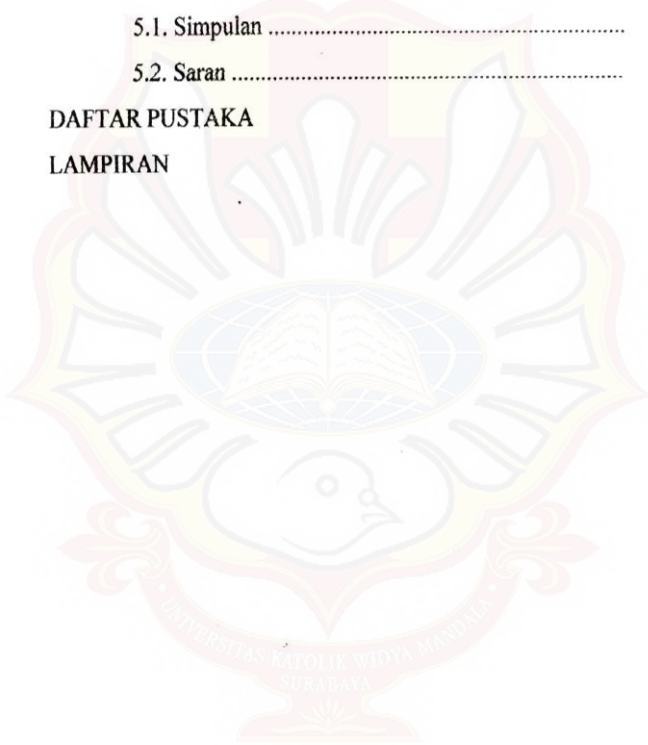 5.1. Simpulan ............................................................
5.2. Saran ..................................................................
DAFTAR PUSTAKA
LAMPIRAN
UNIVERSITAS KATOLIK WIDYA MANDALA
SURABAYA